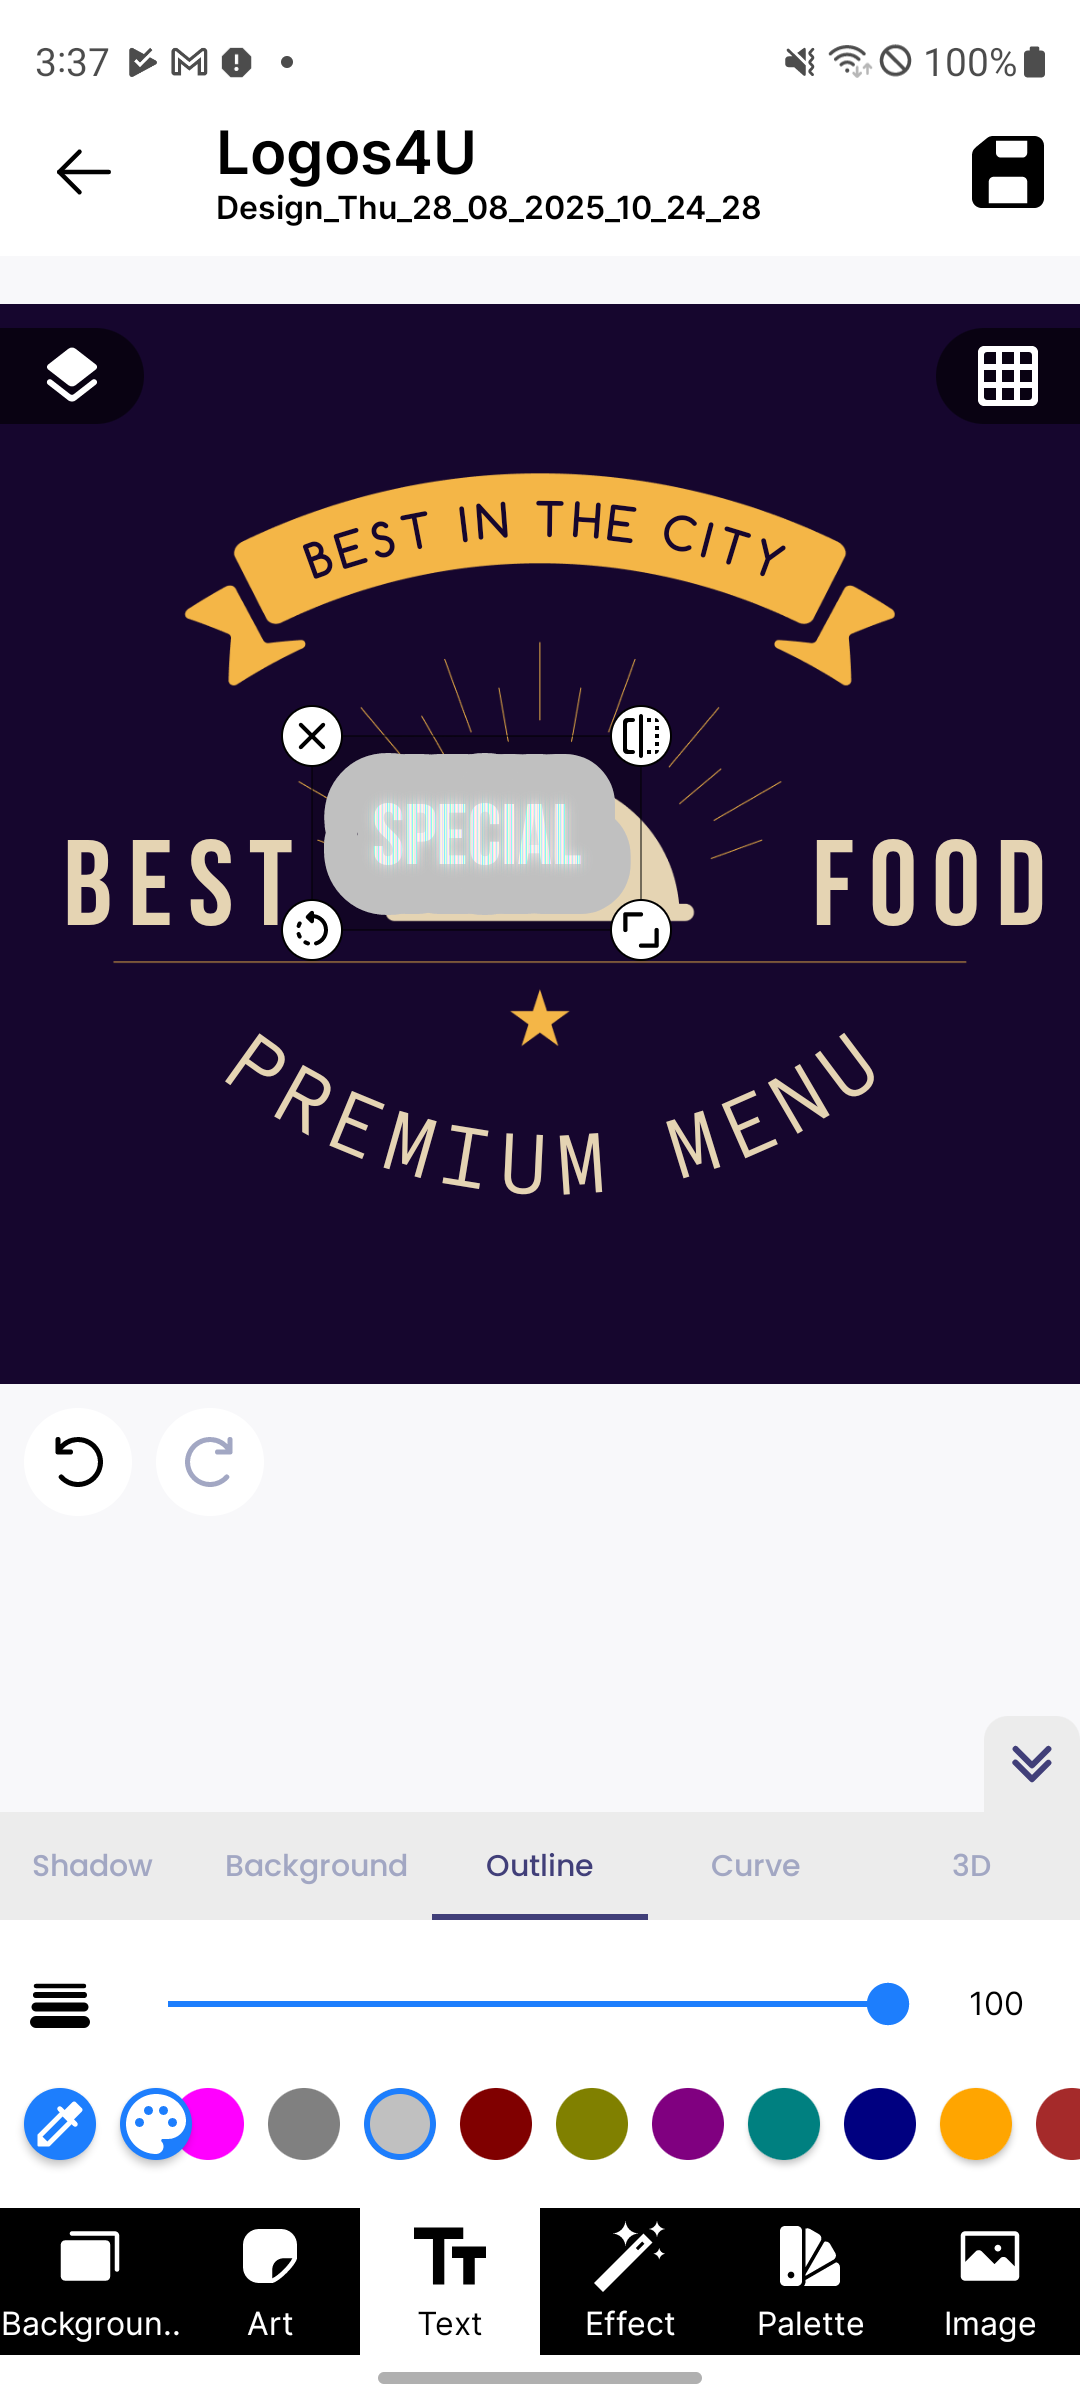 3:37
100%
Logos4U
Design_Thu_28_08_2025_10_24_28
BEST IN THE CITY
SPECIAL
BEST
FOOD
PREMIUM MENU
Shadow Background Outline Curve 3D
100
Backgroun.. Art Text Effect Palette Image